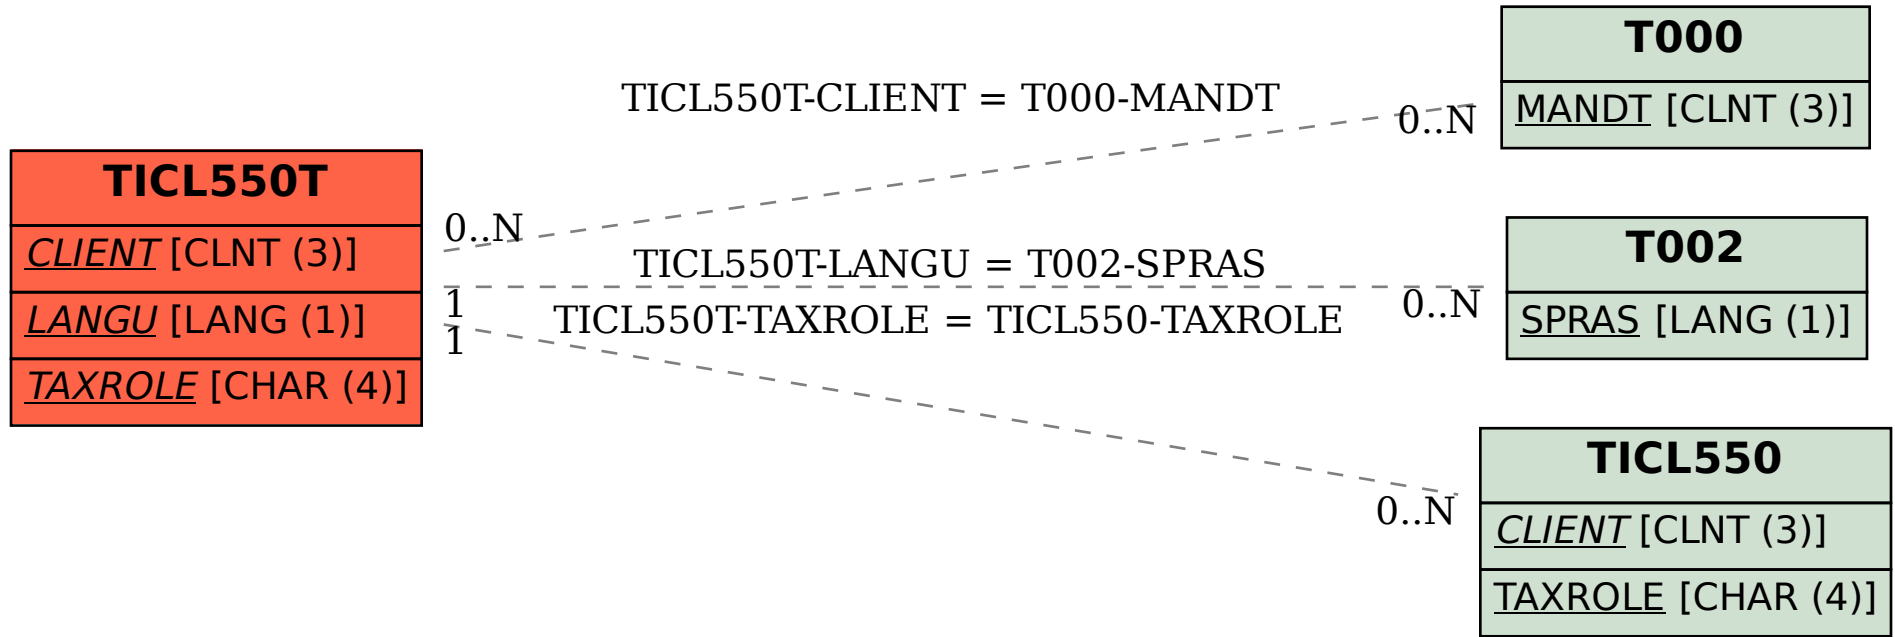 T000
MANDT [CLNT (3)]
TICL550T-CLIENT = T000-MANDT
0..N
TICL550T
CLIENT [CLNT (3)]
LANGU [LANG (1)]
TAXROLE [CHAR (4)]
0..N
TICL550T-LANGU = T002-SPRAS
1
0..N
T002
SPRAS [LANG (1)]
TICL550T-TAXROLE = TICL550-TAXROLE
1
0..N
TICL550
CLIENT [CLNT (3)]
TAXROLE [CHAR (4)]